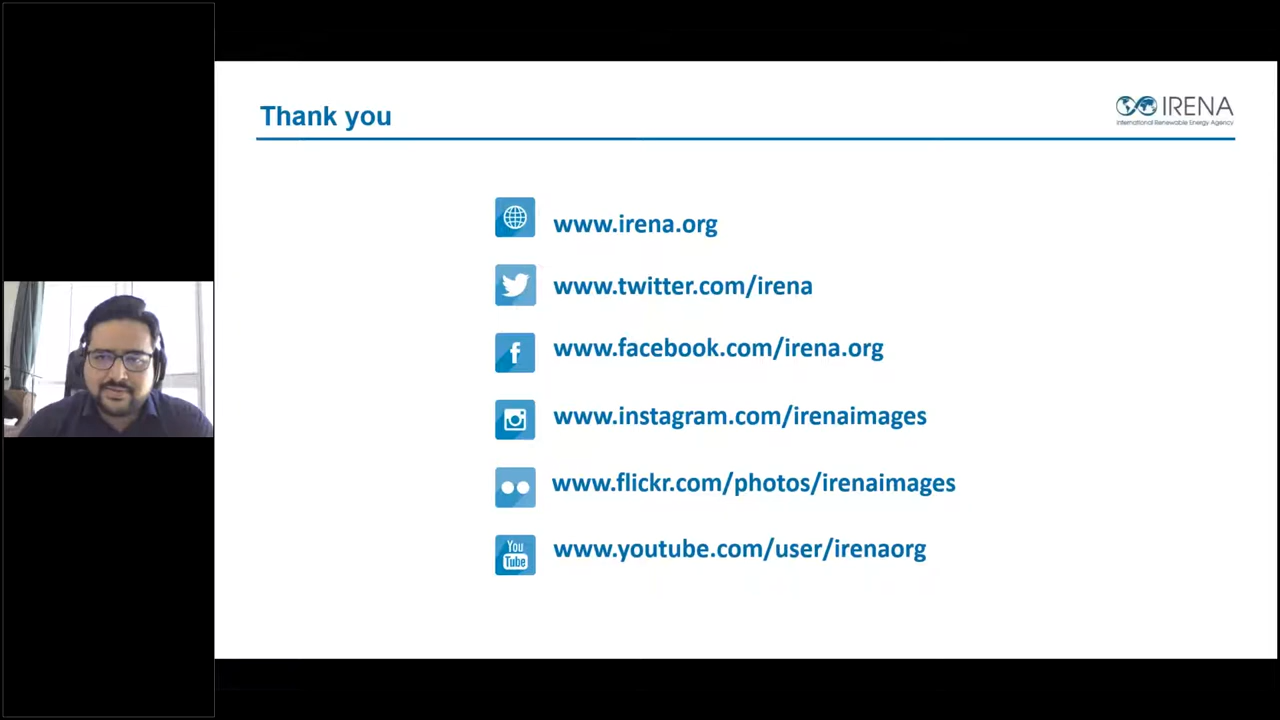 Thank you
IRENA
International Renewable Energy Agency
www.irena.org
www.twitter.com/irena
f
www.facebook.com/irena.org
www.instagram.com/irenaimages
www.flickr.com/photos/irenaimages
You
Tube
www.youtube.com/user/irenaorg